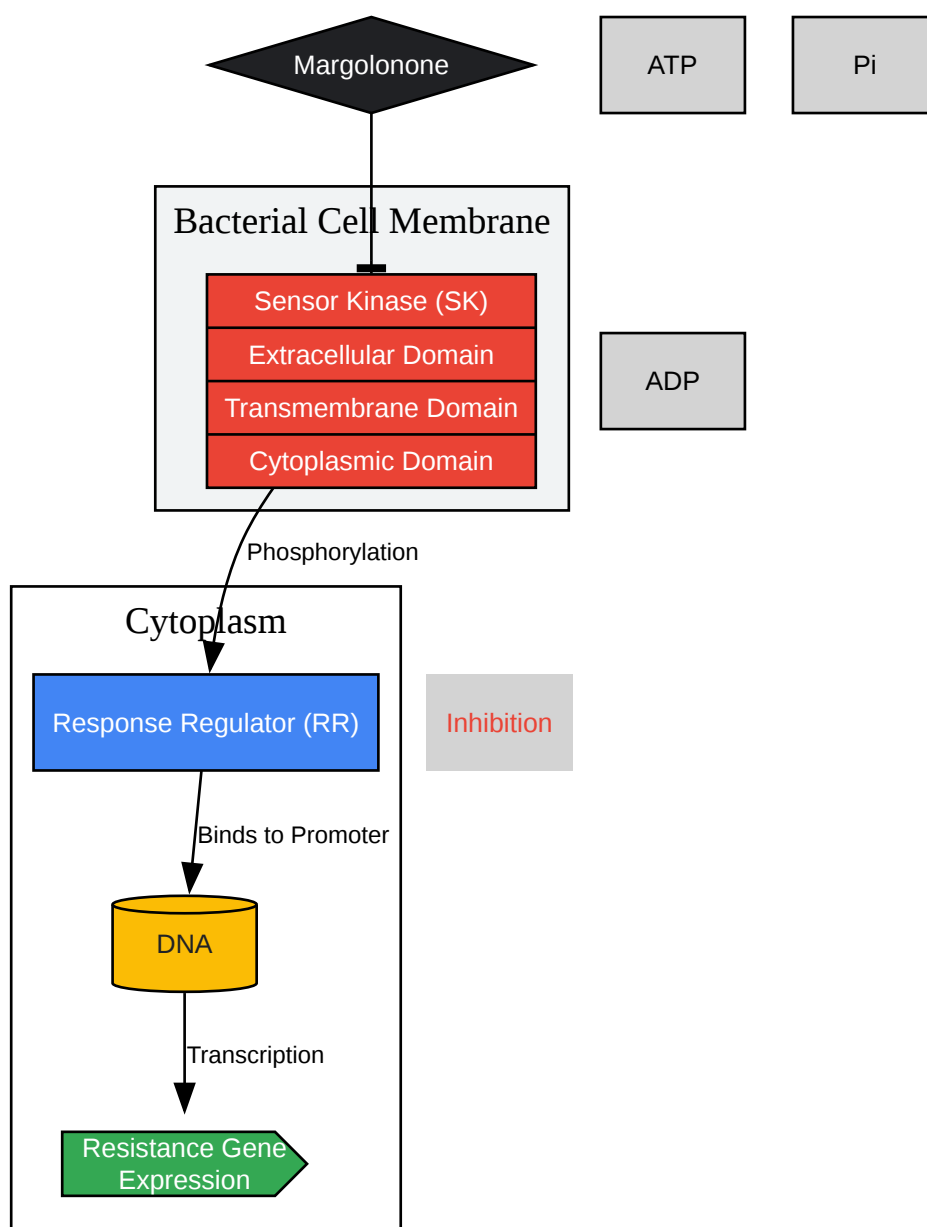 Margolonone
ATP
Pi
Bacterial Cell Membrane
Sensor Kinase (SK)
Extracellular Domain
Transmembrane Domain
Cytoplasmic Domain
ADP
Phosphorylation
Cytoplasm
Response Regulator (RR)
Inhibition
Binds to Promoter
DNA
Transcription
Resistance Gene
Expression